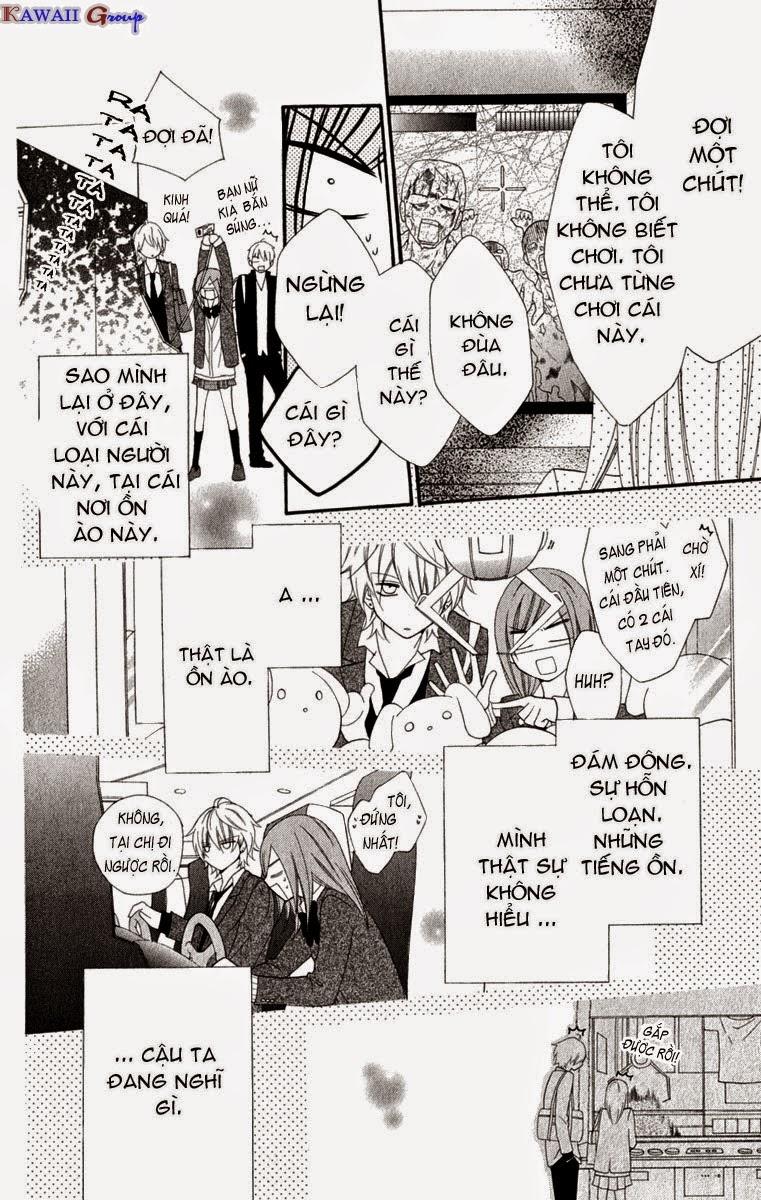 KAWAII Group
ĐỢI
MỘT
CHÚT!
TÔI
KHÔNG
THỂ. TÔI
KHÔNG BIẾT
CHƠI. TÔI
CHƯA TỪNG
CHƠI CÁI
NÀY.
KHÔNG
ĐÙA
ĐÂU.
CÁI
GÌ
THẾ
NÀY?
NGỪNG
LẠI!
CÁI GÌ
ĐÂY?
ĐỢI ĐÃ!
RA
TA
TA
TA
TA
TA
TA
TA
TA
TA
BẠN NỮ
KIA BẮN
SÚNG...
KINH
QUÁ!
SAO MÌNH
LẠI Ở ĐÂY,
VỚI CÁI
LOẠI NGƯỜI
NÀY, TẠI CÁI
NƠI ỒN
ÀO NÀY.
CHỜ
XÍ!
SANG PHẢI
MỘT CHÚT.
CÁI ĐẦU TIÊN,
CÓ 2 CÁI
TAY ĐÓ.
HUH?
A ...
THẬT LÀ
ỒN ÀO.
ĐÁM ĐÔNG.
SỰ HỖN
LOẠN.
NHỮNG
TIẾNG ỒN.
MÌNH
THẬT SỰ
KHÔNG
HIỂU ...
TÔI,
ĐỨNG
NHẤT!
KHÔNG,
TẠI CHỊ ĐI
NGƯỢC RỒI.
... CẬU TA
ĐANG NGHĨ
GÌ.
GẮP
ĐƯỢC RỒI!